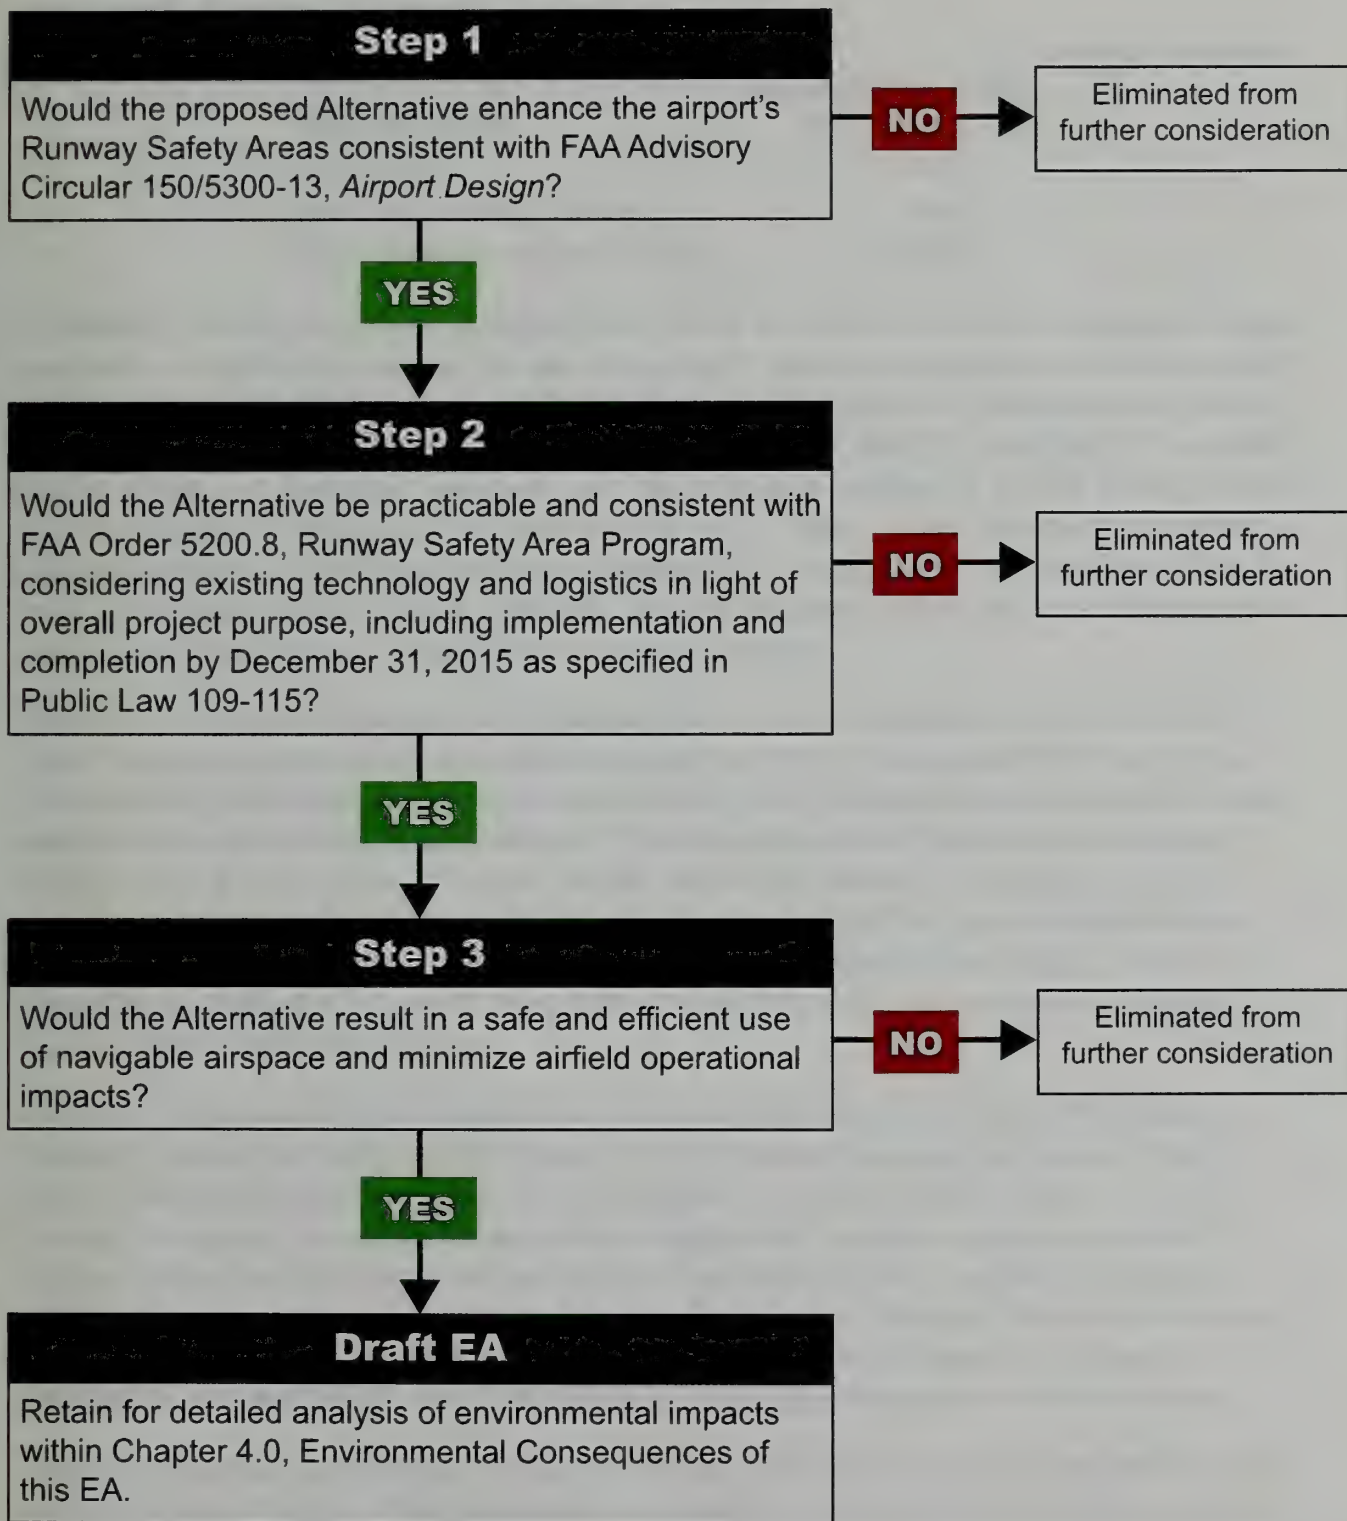 Step 1
Would the proposed Alternative enhance the airport's
Runway Safety Areas consistent with FAA Advisory
Circular 150/5300-13, Airport Design?
NO
Eliminated from
further consideration
YES
Step 2
Would the Alternative be practicable and consistent with
FAA Order 5200.8, Runway Safety Area Program,
considering existing technology and logistics in light of
overall project purpose, including implementation and
completion by December 31, 2015 as specified in
Public Law 109-115?
NO
Eliminated from
further consideration
YES
Step 3
Would the Alternative result in a safe and efficient use
of navigable airspace and minimize airfield operational
impacts?
NO
Eliminated from
further consideration
YES
Draft EA
Retain for detailed analysis of environmental impacts
within Chapter 4.0, Environmental Consequences of
this EA.